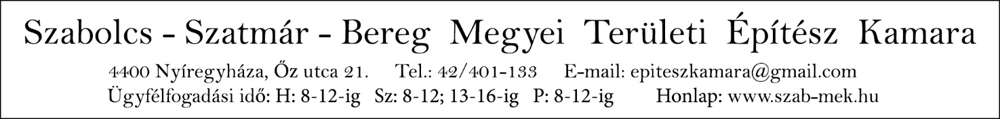 Szabolcs - Szatmár - Bereg Megyei Területi Építész Kamara
4400 Nyíregyháza, Őz utca 21. Tel.: 42/401-133 E-mail: epiteszkamara@gmail.com
Ügyfélfogadási idő: H: 8-12-ig Sz: 8-12; 13-16-ig P: 8-12-ig Honlap: www.szab-mek.hu